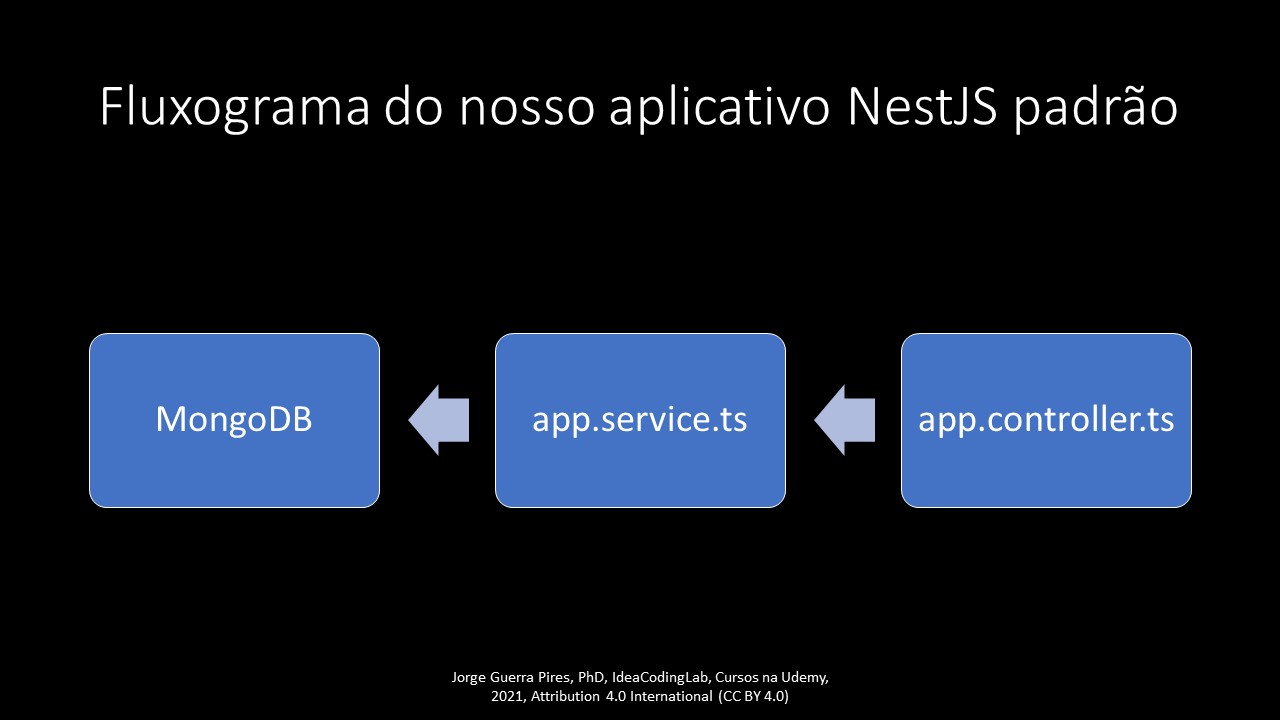 Fluxograma do nosso aplicativo NestJS padrão
MongoDB
app.service.ts
app.controller.ts
Jorge Guerra Pires, PhD, IdeaCodingLab, Cursos na Udemy,
2021, Attribution 4.0 International (CC BY 4.0)